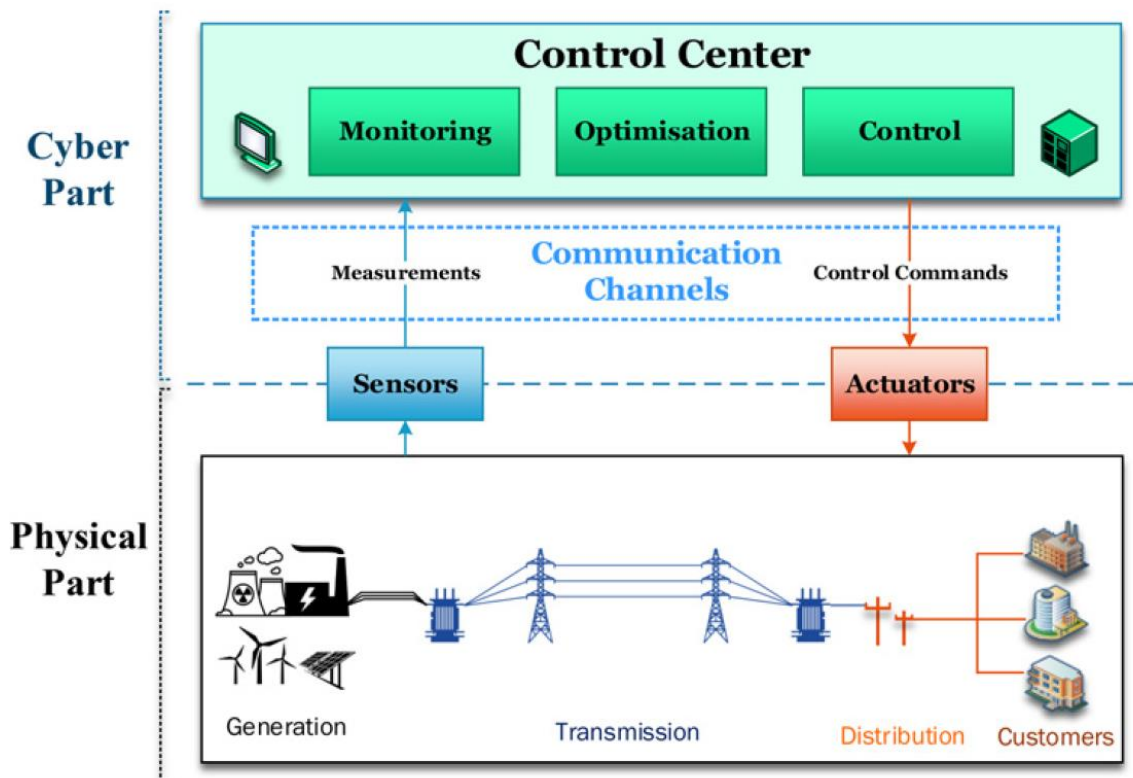 Control Center
Monitoring
Optimisation
Control
Cyber
Part
Communication
Channels
Measurements
Control Commands
Sensors
Actuators
Physical
Part
Generation
Transmission
Distribution
Customers